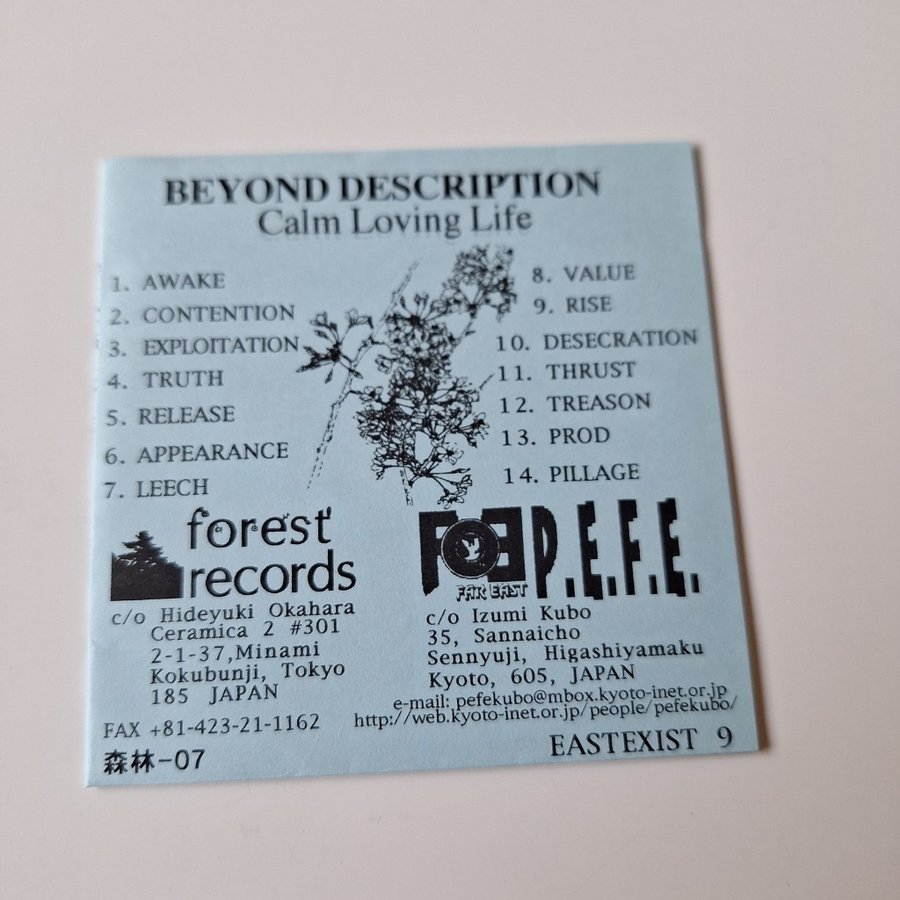 BEYOND DESCRIPTION
Calm Loving Life
1. AWAKE
2. CONTENTION
3. EXPLOITATION
4. TRUTH
5. RELEASE
6. APPEARANCE
7. LEECH
8. VALUE
9. RISE
10. DESECRATION
11. THRUST
12. TREASON
13. PROD
14. PILLAGE
forest
records
c/o Hideyuki Okahara
Ceramica 2 #301
2-1-37,Minami
Kokubunji, Tokyo
185 JAPAN
FAX +81-423-21-1162
森林-07
FAR EAST
P.E.F.E.
c/o Izumi Kubo
35, Sannaicho
Sennyuji, Higashiyamaku
Kyoto, 605, JAPAN
e-mail: pefekubo@mbox.kyoto-inet.or.jp
http://web.kyoto-inet.or.jp/people/pefekubo/
EASTEXIST 9